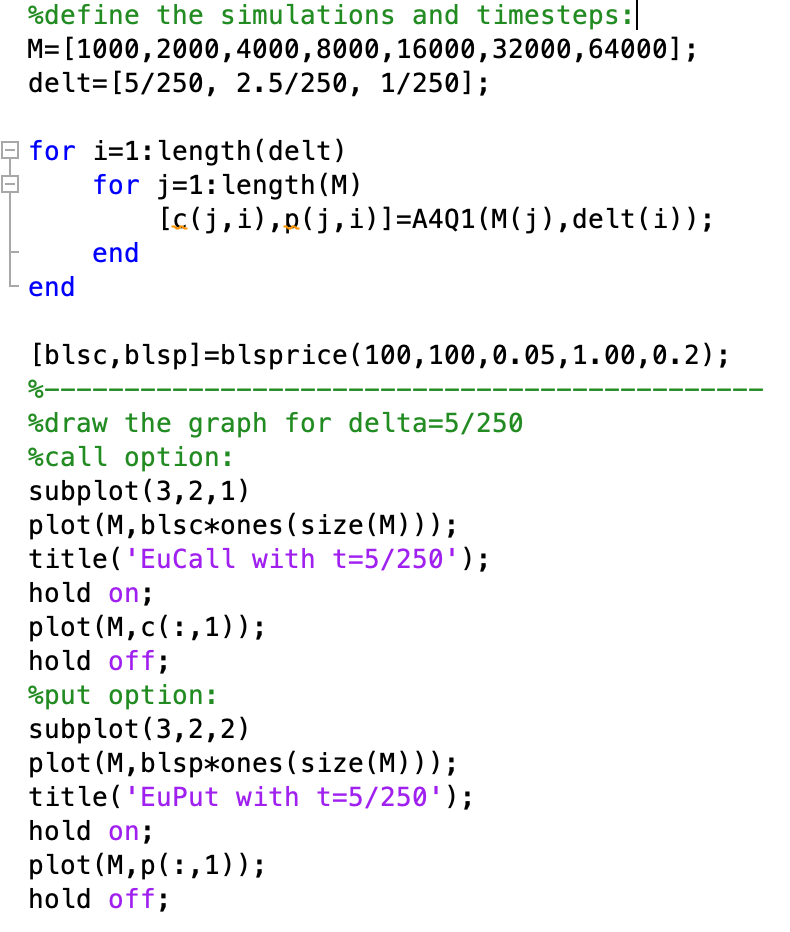 %define the simulations and timesteps:
M=[1000,2000,4000,8000,16000,32000,64000];
delt=[5/250, 2.5/250, 1/250];
for i=1:length(delt)
    for j=1:length(M)
        [c(j,i),p(j,i)]=A4Q1(M(j),delt(i));
    end
end
[blsc,blsp]=blsprice(100,100,0.05,1.00,0.2);
%---------------------------------------------
%draw the graph for delta=5/250
%call option:
subplot(3,2,1)
plot(M,blsc*ones(size(M)));
title('EuCall with t=5/250');
hold on;
plot(M,c(:,1));
hold off;
%put option:
subplot(3,2,2)
plot(M,blsp*ones(size(M)));
title('EuPut with t=5/250');
hold on;
plot(M,p(:,1));
hold off;